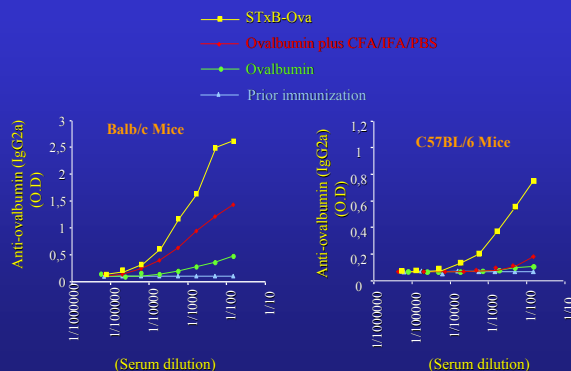 STxB-Ova
Ovalbumin plus CFA/IFA/PBS
Ovalbumin
Prior immunization
Balb/c Mice
Anti-ovalbumin (IgG2a)
(O.D)
3
2,5
2
1,5
1
0,5
0
1/1000000
1/100000
1/10000
1/1000
1/100
1/10
(Serum dilution)
C57BL/6 Mice
Anti-ovalbumin (IgG2a)
(O.D)
1,2
1
0,8
0,6
0,4
0,2
0
1/1000000
1/100000
1/10000
1/1000
1/100
1/10
(Serum dilution)